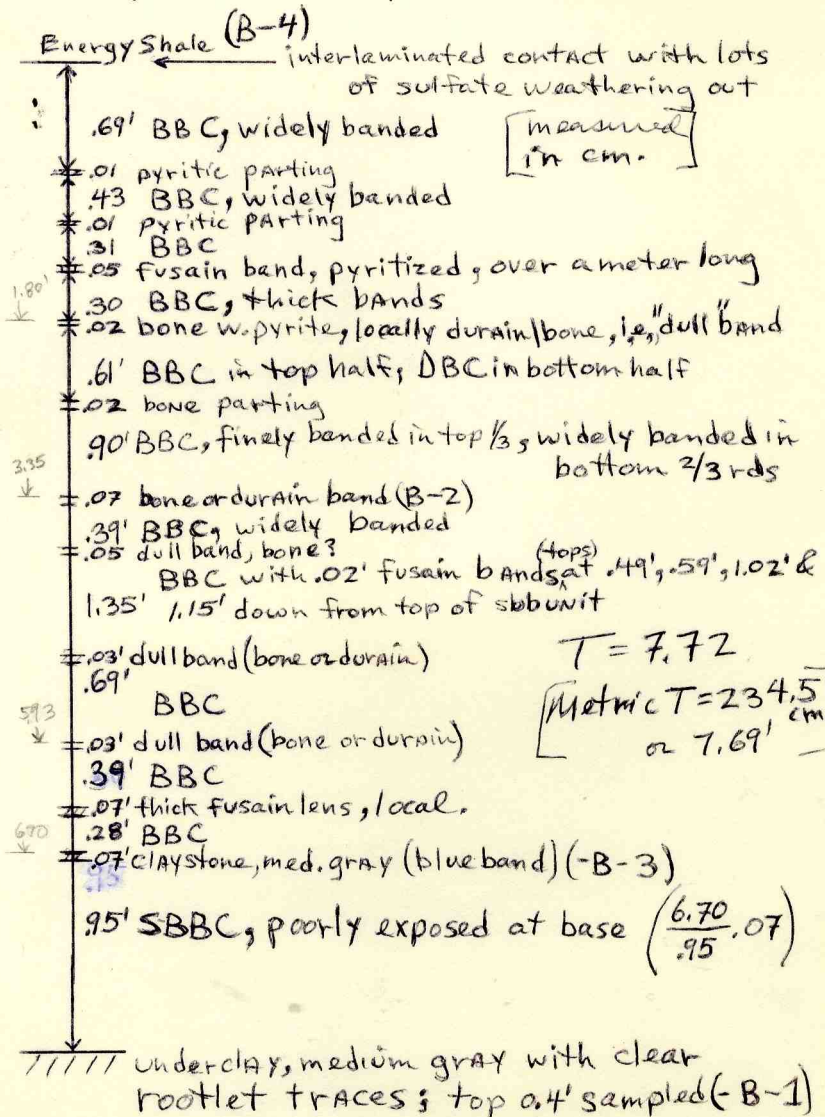 Energy Shale (B-4)
interlaminated contact with lots
of sulfate weathering out
.69' BBC, widely banded
[measured
in cm.]
.01 pyritic parting
.43 BBC, widely banded
.01 pyritic parting
.31 BBC
.05 fusain band, pyritized, over a meter long
1.80'
.30 BBC, thick bands
.02 bone w. pyrite, locally durain/bone, i.e., "dull" band
.61' BBC in top half; DBC in bottom half
.02 bone parting
.90' BBC, finely banded in top 1/3, widely banded in
bottom 2/3 rds
3.35
.07 bone or durain band (B-2)
.39' BBC, widely banded
.05 dull band, bone?
(tops)
BBC with .02' fusain bands at .49', .59', 1.02' &
1.35' 1.15' down from top of subunit
.03' dull band (bone or durain)
T = 7.72
.69'
BBC
[Metric T = 234.5 cm
or 7.69'
5.93
.03' dull band (bone or durain)
.39' BBC
.07' thick fusain lens, local.
.28' BBC
6.70
.07' claystone, med. gray (blue band) (-B-3)
.95
.95' SBBC, poorly exposed at base (6.70/.95 .07)
underclay, medium gray with clear
rootlet traces; top 0.4' sampled (-B-1)